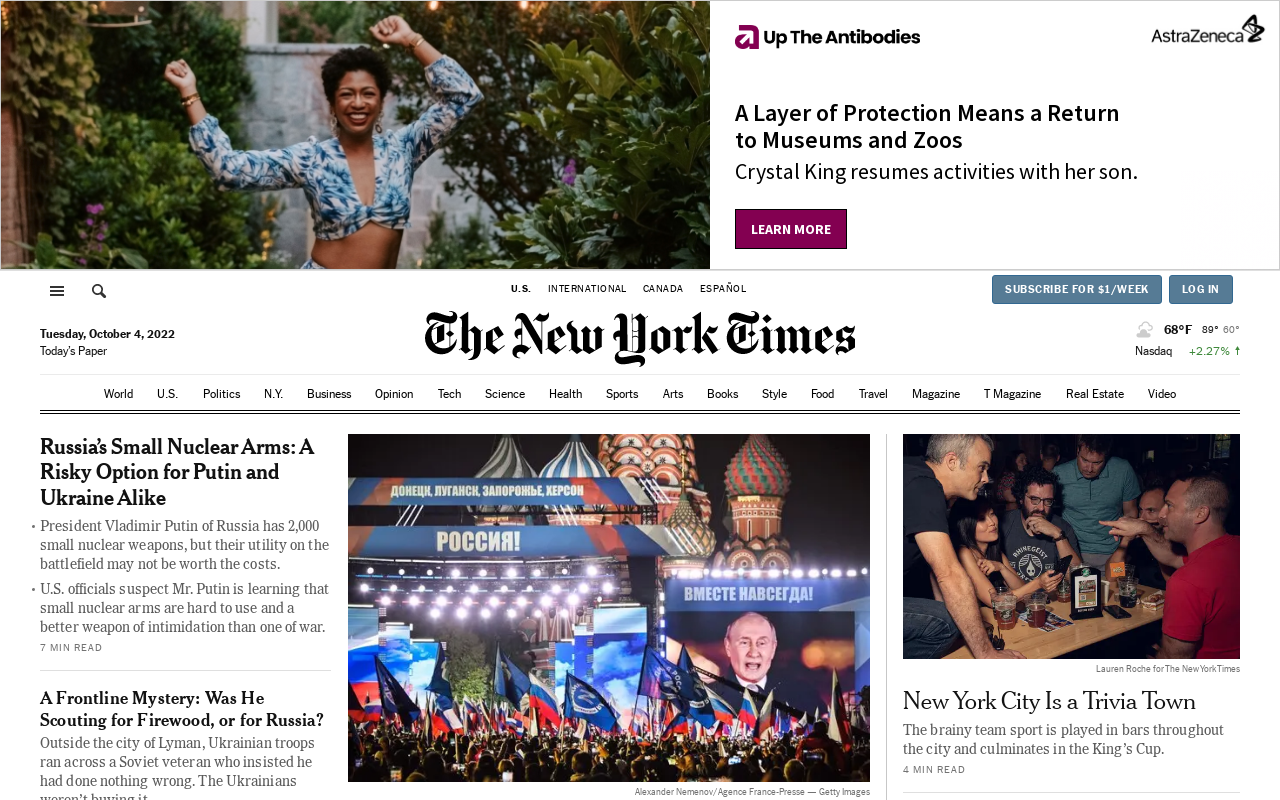 Up The Antibodies
AstraZeneca
A Layer of Protection Means a Return
to Museums and Zoos
Crystal King resumes activities with her son.
LEARN MORE
U.S. INTERNATIONAL CANADA ESPAÑOL
SUBSCRIBE FOR $1/WEEK LOG IN
Tuesday, October 4, 2022
Today's Paper
The New York Times
68°F 89° 60°
Nasdaq +2.27% ↑
World U.S. Politics N.Y. Business Opinion Tech Science Health Sports Arts Books Style Food Travel Magazine T Magazine Real Estate Video
Russia's Small Nuclear Arms: A
Risky Option for Putin and
Ukraine Alike
• President Vladimir Putin of Russia has 2,000
small nuclear weapons, but their utility on the
battlefield may not be worth the costs.
• U.S. officials suspect Mr. Putin is learning that
small nuclear arms are hard to use and a
better weapon of intimidation than one of war.
7 MIN READ
A Frontline Mystery: Was He
Scouting for Firewood, or for Russia?
Outside the city of Lyman, Ukrainian troops
ran across a Soviet veteran who insisted he
had done nothing wrong. The Ukrainians
weren't buying it.
ДОНЕЦК, ЛУГАНСК, ЗАПОРОЖЬЕ, ХЕРСОН
РОССИЯ!
ВМЕСТЕ НАВСЕГДА!
Alexander Nemenov/Agence France-Presse — Getty Images
RHINEGEIST
Lauren Roche for The New York Times
New York City Is a Trivia Town
The brainy team sport is played in bars throughout
the city and culminates in the King's Cup.
4 MIN READ